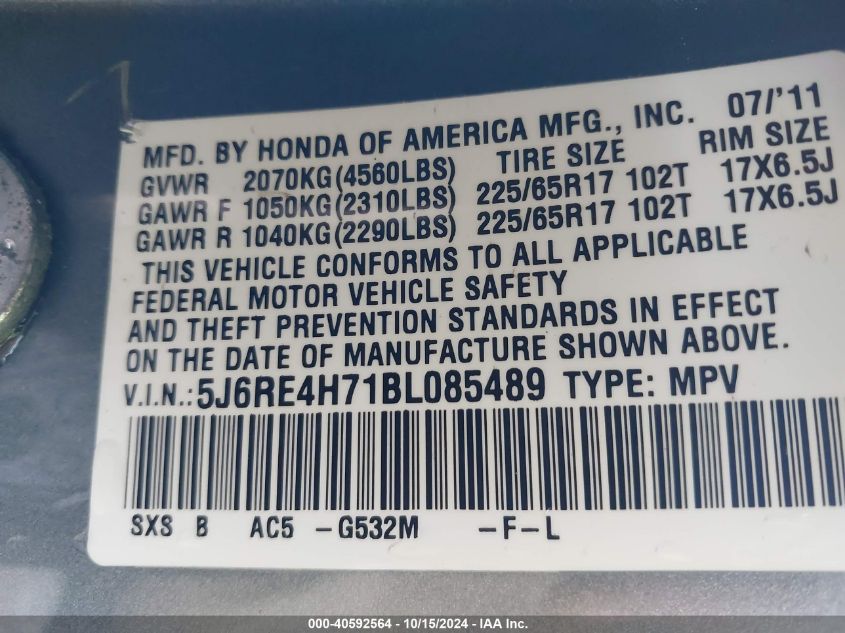 MFD. BY HONDA OF AMERICA MFG., INC. 07/'11
GVWR 2070KG(4560LBS) TIRE SIZE RIM SIZE
GAWR F 1050KG(2310LBS) 225/65R17 102T 17X6.5J
GAWR R 1040KG(2290LBS) 225/65R17 102T 17X6.5J
THIS VEHICLE CONFORMS TO ALL APPLICABLE
FEDERAL MOTOR VEHICLE SAFETY
AND THEFT PREVENTION STANDARDS IN EFFECT
ON THE DATE OF MANUFACTURE SHOWN ABOVE.
V.I.N.:5J6RE4H71BL085489 TYPE: MPV
SXS B AC5 -G532M -F-L
000-40592564 - 10/15/2024 - IAA Inc.